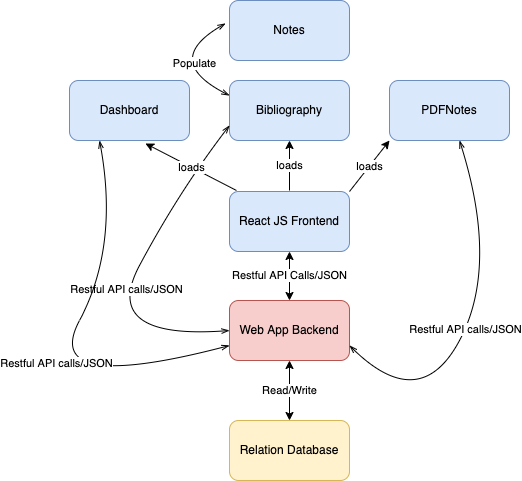 Notes
Populate
Dashboard
Bibliography
PDFNotes
loads
loads
loads
React JS Frontend
Restful API Calls/JSON
Restful API calls/JSON
Web App Backend
Restful API calls/JSON
Restful API calls/JSON
Read/Write
Relation Database